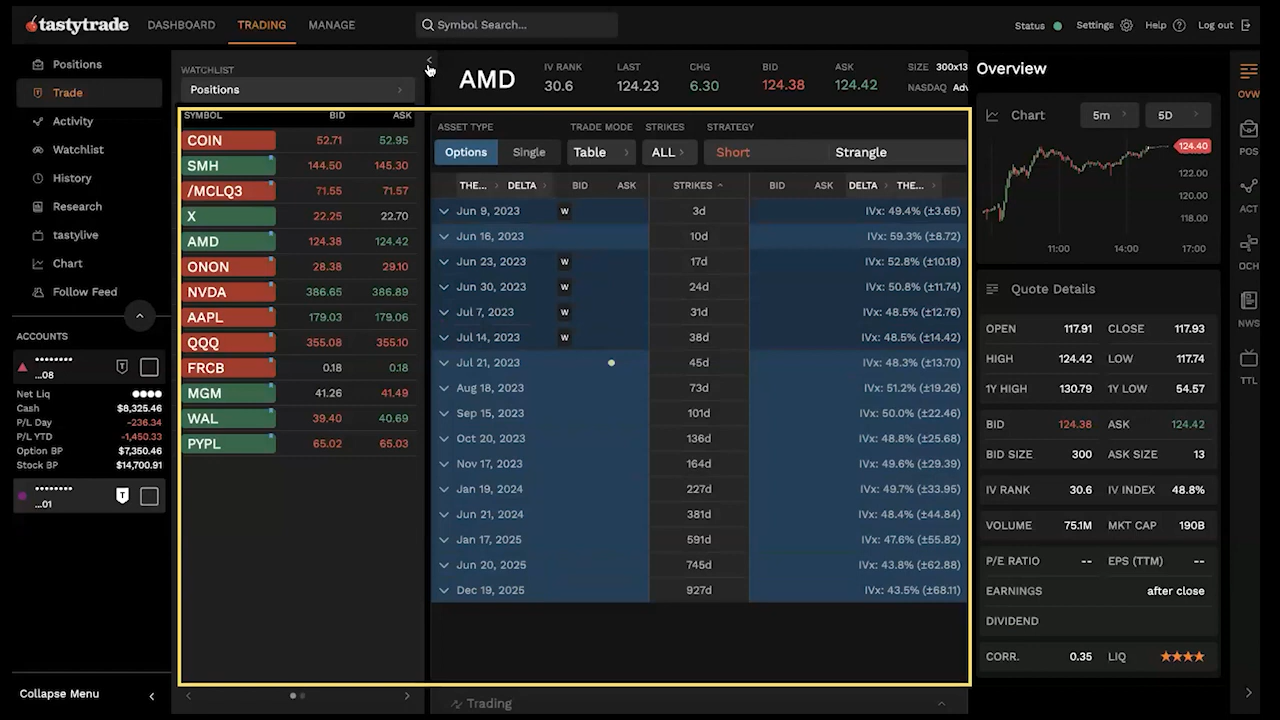 tastytrade DASHBOARD TRADING MANAGE Symbol Search... Status Settings Help Log out
Positions
Trade
Activity
Watchlist
History
Research
tastylive
Chart
Follow Feed
ACCOUNTS
...08
Net Liq
Cash $8,325.46
P/L Day -236.34
P/L YTD -1,450.33
Option BP $7,350.46
Stock BP $14,700.91
...01
Collapse Menu
WATCHLIST
Positions
SYMBOL BID ASK
COIN 52.71 52.95
SMH 144.50 145.30
/MCLQ3 71.55 71.57
X 22.25 22.70
AMD 124.38 124.42
ONON 28.38 29.10
NVDA 386.65 386.89
AAPL 179.03 179.06
QQQ 355.08 355.10
FRCB 0.18 0.18
MGM 41.26 41.49
WAL 39.40 40.69
PYPL 65.02 65.03
AMD
IV RANK LAST CHG BID ASK SIZE 300x13
30.6 124.23 6.30 124.38 124.42 NASDAQ Adv
ASSET TYPE TRADE MODE STRIKES STRATEGY
Options Single Table ALL Short Strangle
THE... DELTA BID ASK STRIKES BID ASK DELTA THE...
Jun 9, 2023 W 3d IVx: 49.4% (±3.65)
Jun 16, 2023 10d IVx: 59.3% (±8.72)
Jun 23, 2023 W 17d IVx: 52.8% (±10.18)
Jun 30, 2023 W 24d IVx: 50.8% (±11.74)
Jul 7, 2023 W 31d IVx: 48.5% (±12.76)
Jul 14, 2023 W 38d IVx: 48.5% (±14.42)
Jul 21, 2023 45d IVx: 48.3% (±13.70)
Aug 18, 2023 73d IVx: 51.2% (±19.26)
Sep 15, 2023 101d IVx: 50.0% (±22.46)
Oct 20, 2023 136d IVx: 48.8% (±25.68)
Nov 17, 2023 164d IVx: 49.6% (±29.39)
Jan 19, 2024 227d IVx: 49.7% (±33.95)
Jun 21, 2024 381d IVx: 48.4% (±44.84)
Jan 17, 2025 591d IVx: 47.6% (±55.82)
Jun 20, 2025 745d IVx: 43.8% (±62.88)
Dec 19, 2025 927d IVx: 43.5% (±68.11)
Trading
Overview
Chart 5m 5D
124.40
122.00
120.00
118.00
11:00 14:00 17:00
Quote Details
OPEN 117.91 CLOSE 117.93
HIGH 124.42 LOW 117.74
1Y HIGH 130.79 1Y LOW 54.57
BID 124.38 ASK 124.42
BID SIZE 300 ASK SIZE 13
IV RANK 30.6 IV INDEX 48.8%
VOLUME 75.1M MKT CAP 190B
P/E RATIO -- EPS (TTM) --
EARNINGS after close
DIVIDEND
CORR. 0.35 LIQ
OVW
POS
ACT
OCH
NWS
TTL